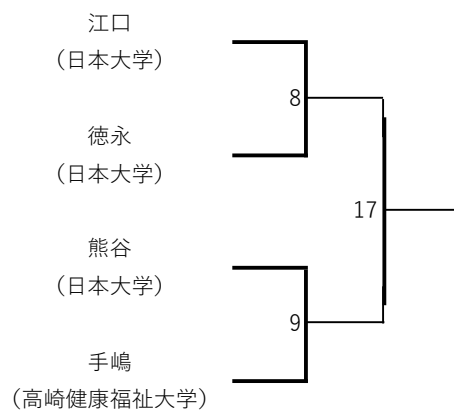 江口
（日本大学）
8
徳永
（日本大学）
17
熊谷
（日本大学）
9
手嶋
（高崎健康福祉大学）